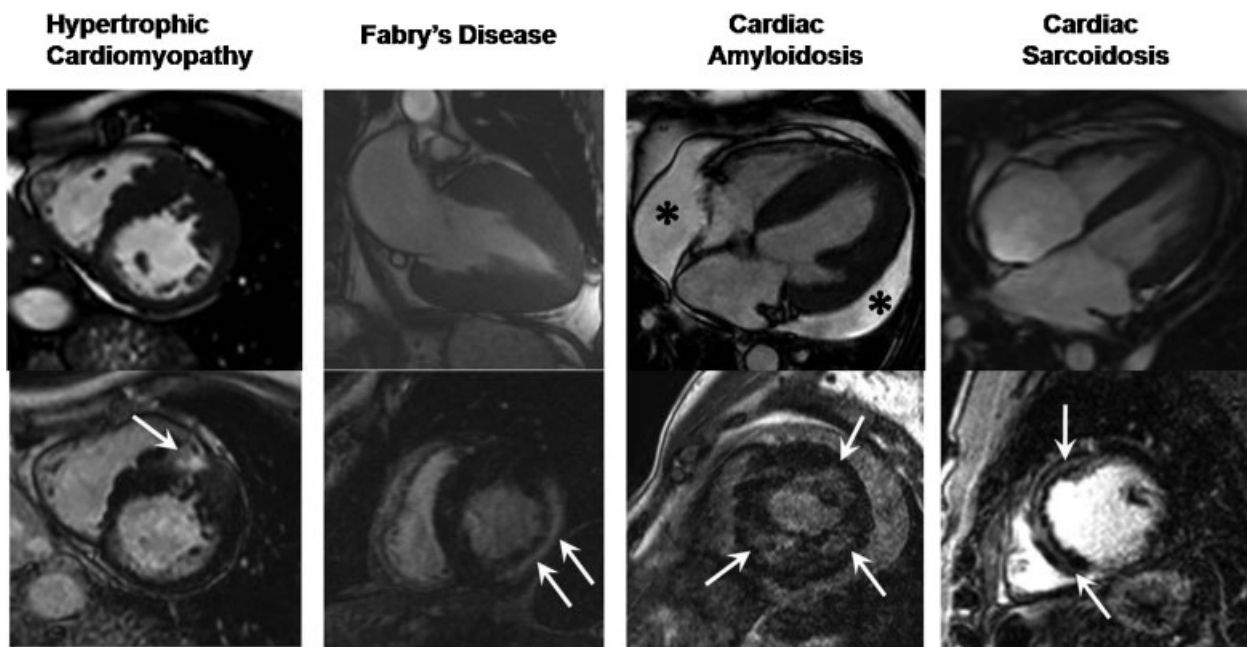 Hypertrophic
Cardiomyopathy
Fabry's Disease
Cardiac
Amyloidosis
Cardiac
Sarcoidosis
*
*